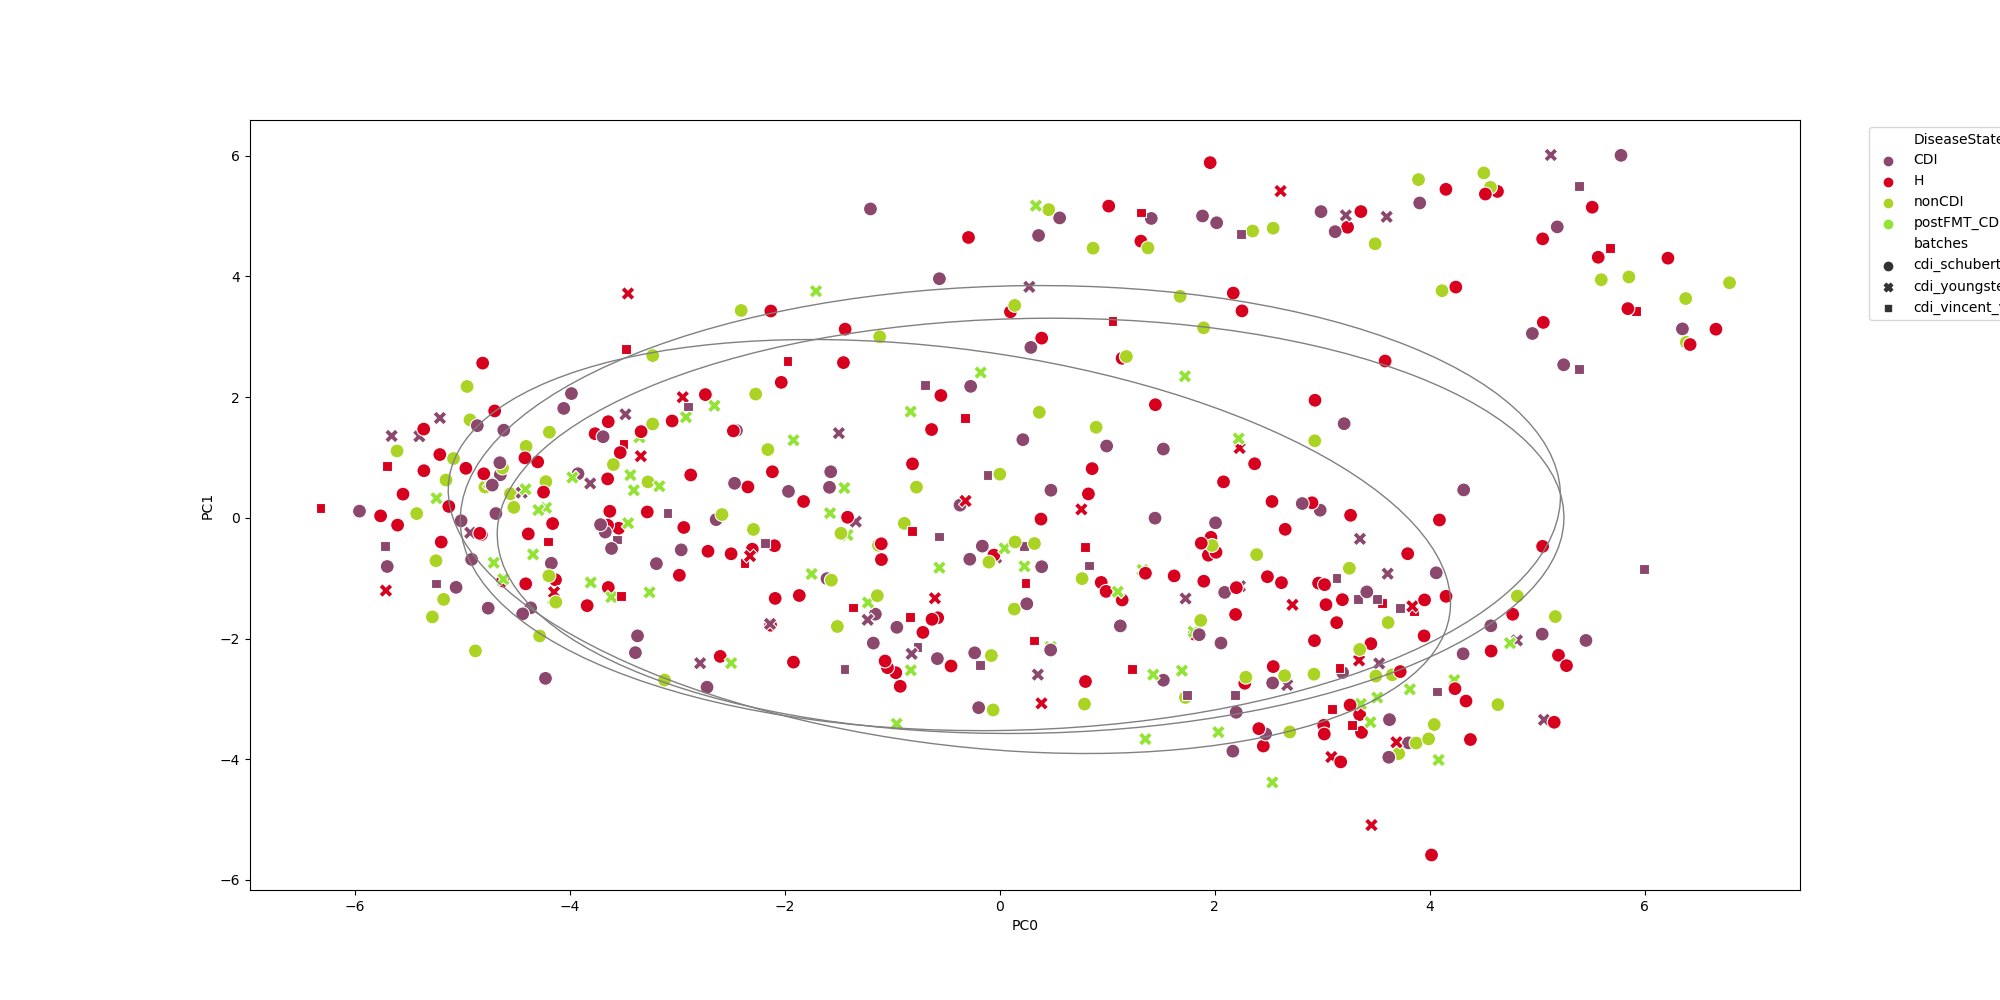 DiseaseState
CDI
H
nonCDI
postFMT_CD
batches
cdi_schubert
cdi_youngste
cdi_vincent_
6
4
2
0
−2
−4
−6
PC1
−6
−4
−2
0
2
4
6
PC0